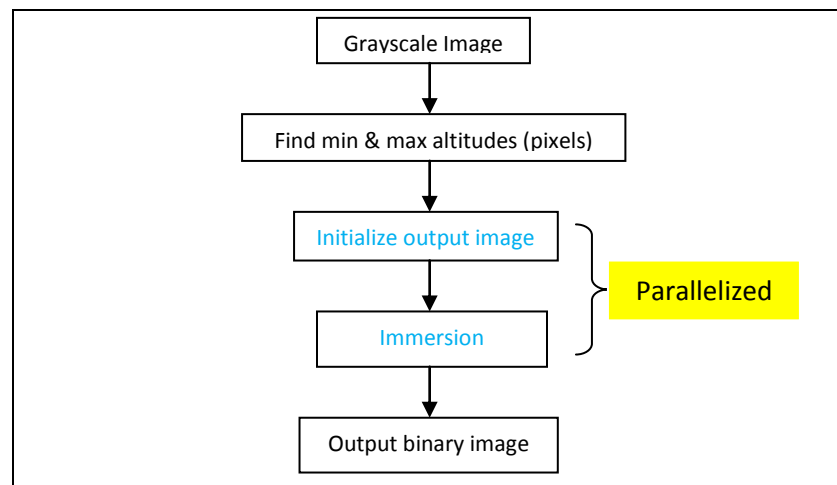 Grayscale Image
Find min & max altitudes (pixels)
Initialize output image
Parallelized
Immersion
Output binary image